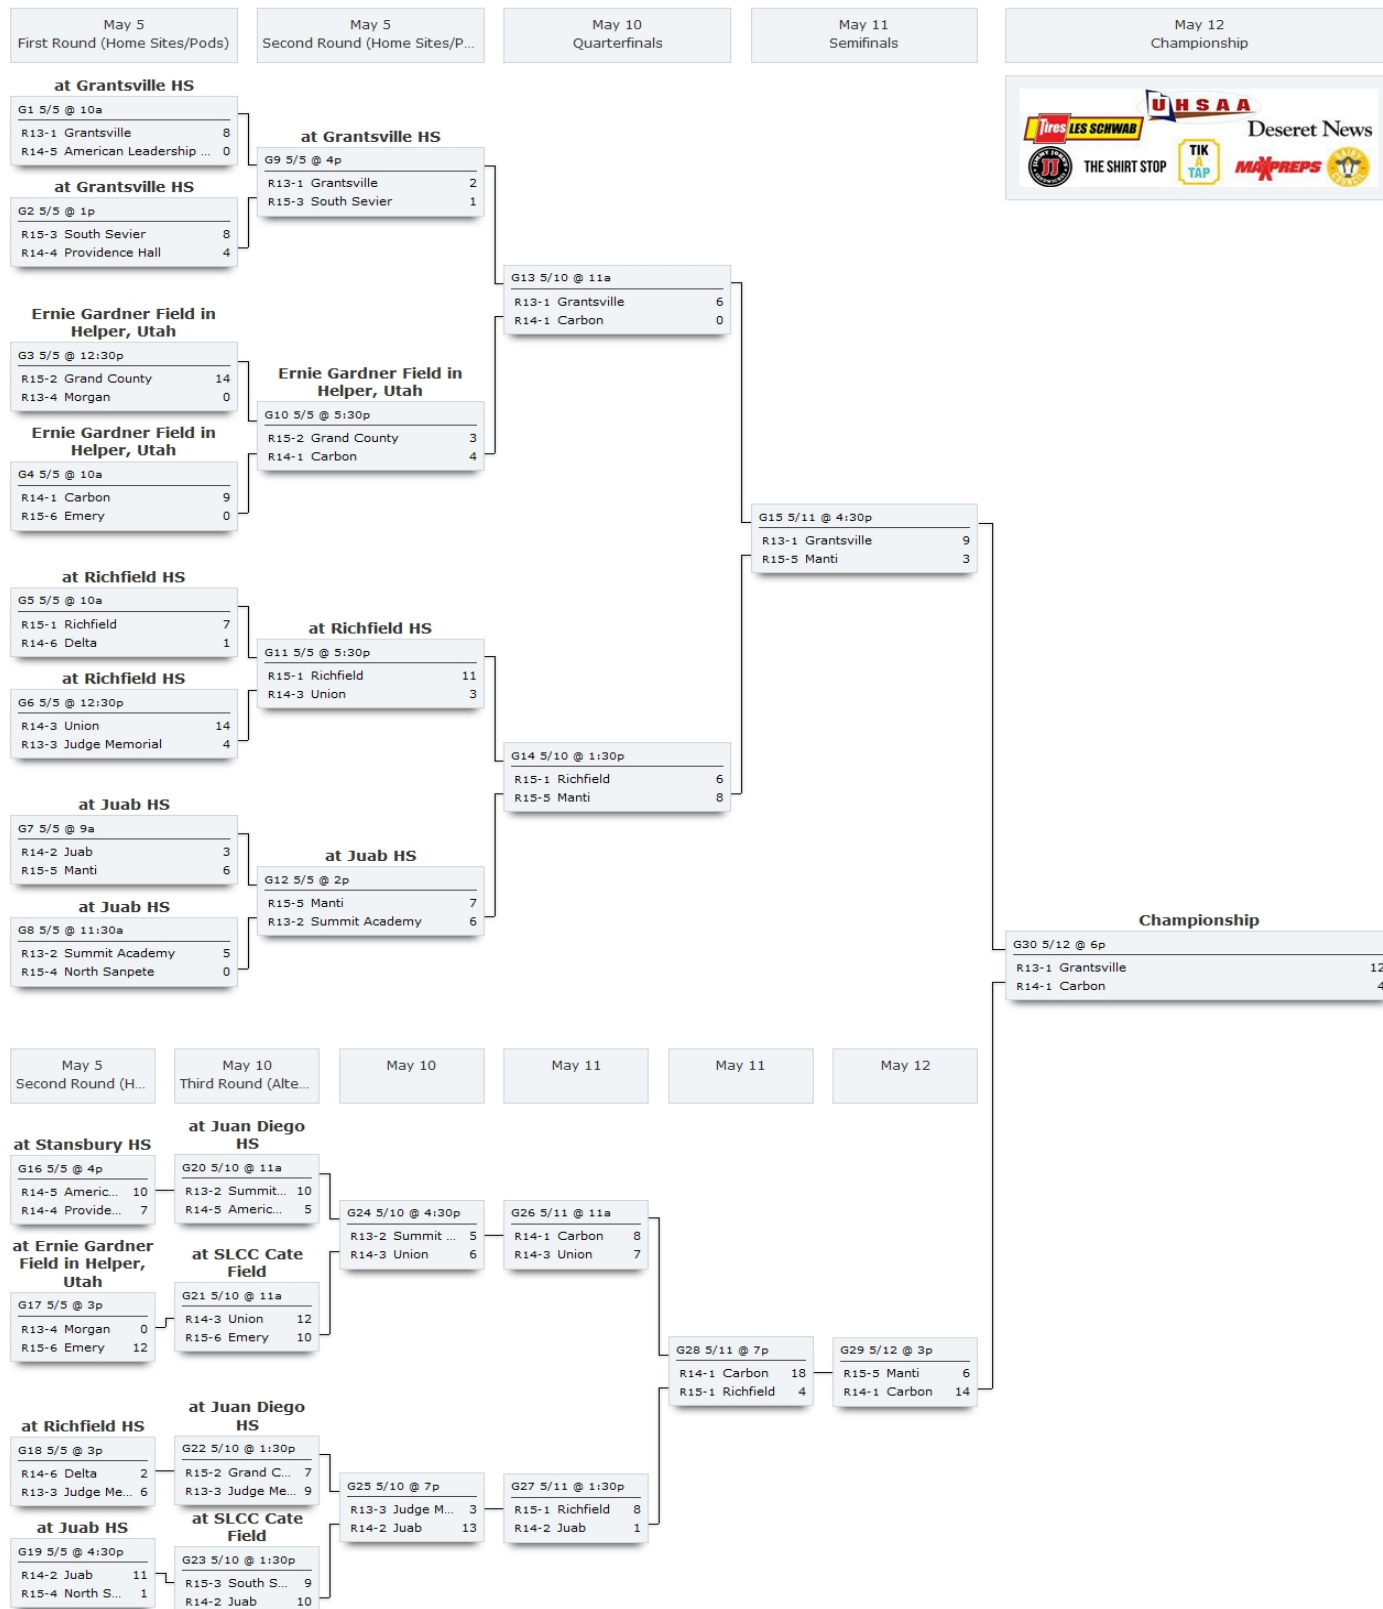 May 5
First Round (Home Sites/Pods)
May 5
Second Round (Home Sites/P...
May 10
Quarterfinals
May 11
Semifinals
May 12
Championship
UHSAA
Tires LES SCHWAB
Deseret News
JIMMY JOHN'S
JJ
THE SHIRT STOP
TIK
A
TAP
MAXPREPS
at Grantsville HS
G1 5/5 @ 10a
R13-1 Grantsville 8
R14-5 American Leadership ... 0
at Grantsville HS
G2 5/5 @ 1p
R15-3 South Sevier 8
R14-4 Providence Hall 4
Ernie Gardner Field in
Helper, Utah
G3 5/5 @ 12:30p
R15-2 Grand County 14
R13-4 Morgan 0
Ernie Gardner Field in
Helper, Utah
G4 5/5 @ 10a
R14-1 Carbon 9
R15-6 Emery 0
at Richfield HS
G5 5/5 @ 10a
R15-1 Richfield 7
R14-6 Delta 1
at Richfield HS
G6 5/5 @ 12:30p
R14-3 Union 14
R13-3 Judge Memorial 4
at Juab HS
G7 5/5 @ 9a
R14-2 Juab 3
R15-5 Manti 6
at Juab HS
G8 5/5 @ 11:30a
R13-2 Summit Academy 5
R15-4 North Sanpete 0
at Grantsville HS
G9 5/5 @ 4p
R13-1 Grantsville 2
R15-3 South Sevier 1
Ernie Gardner Field in
Helper, Utah
G10 5/5 @ 5:30p
R15-2 Grand County 3
R14-1 Carbon 4
at Richfield HS
G11 5/5 @ 5:30p
R15-1 Richfield 11
R14-3 Union 3
at Juab HS
G12 5/5 @ 2p
R15-5 Manti 7
R13-2 Summit Academy 6
G13 5/10 @ 11a
R13-1 Grantsville 6
R14-1 Carbon 0
G14 5/10 @ 1:30p
R15-1 Richfield 6
R15-5 Manti 8
G15 5/11 @ 4:30p
R13-1 Grantsville 9
R15-5 Manti 3
Championship
G30 5/12 @ 6p
R13-1 Grantsville 12
R14-1 Carbon 4
May 5
Second Round (H...
May 10
Third Round (Alte...
May 10
May 11
May 11
May 12
at Stansbury HS
G16 5/5 @ 4p
R14-5 Americ... 10
R14-4 Provide... 7
at Ernie Gardner
Field in Helper,
Utah
G17 5/5 @ 3p
R13-4 Morgan 0
R15-6 Emery 12
at Richfield HS
G18 5/5 @ 3p
R14-6 Delta 2
R13-3 Judge Me... 6
at Juab HS
G19 5/5 @ 4:30p
R14-2 Juab 11
R15-4 North S... 1
at Juan Diego
HS
G20 5/10 @ 11a
R13-2 Summit... 10
R14-5 Americ... 5
at SLCC Cate
Field
G21 5/10 @ 11a
R14-3 Union 12
R15-6 Emery 10
at Juan Diego
HS
G22 5/10 @ 1:30p
R15-2 Grand C... 7
R13-3 Judge Me... 9
at SLCC Cate
Field
G23 5/10 @ 1:30p
R15-3 South S... 9
R14-2 Juab 10
G24 5/10 @ 4:30p
R13-2 Summit ... 5
R14-3 Union 6
G25 5/10 @ 7p
R13-3 Judge M... 3
R14-2 Juab 13
G26 5/11 @ 11a
R14-1 Carbon 8
R14-3 Union 7
G27 5/11 @ 1:30p
R15-1 Richfield 8
R14-2 Juab 1
G28 5/11 @ 7p
R14-1 Carbon 18
R15-1 Richfield 4
G29 5/12 @ 3p
R15-5 Manti 6
R14-1 Carbon 14